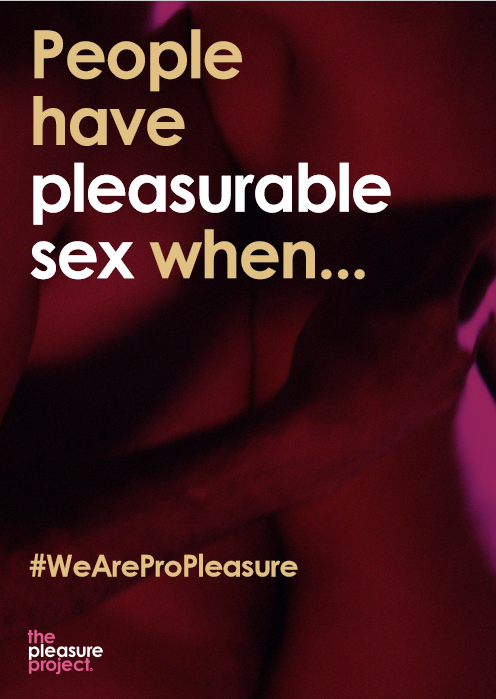 People
have
pleasurable
sex when...
#WeAreProPleasure
the
pleasure
project.